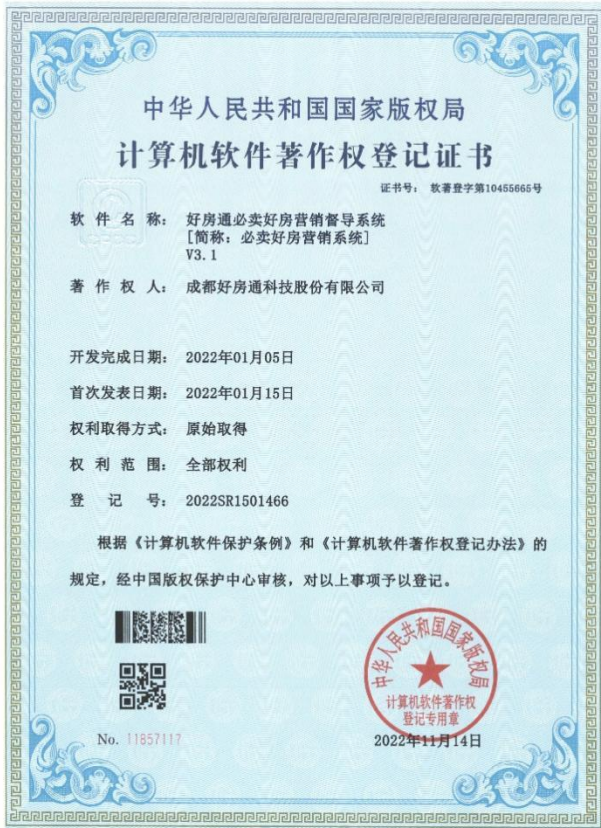 中华人民共和国国家版权局
计算机软件著作权登记证书
证书号： 软著登字第10455665号
软件名称： 好房通必卖好房营销督导系统
[简称：必卖好房营销系统]
V3.1
著作权人： 成都好房通科技股份有限公司
开发完成日期： 2022年01月05日
首次发表日期： 2022年01月15日
权利取得方式： 原始取得
权利范围： 全部权利
登记号： 2022SR1501466
根据《计算机软件保护条例》和《计算机软件著作权登记办法》的
规定，经中国版权保护中心审核，对以上事项予以登记。
中华人民共和国国家版权局
计算机软件著作权
登记专用章
No. 11857117
2022年11月14日